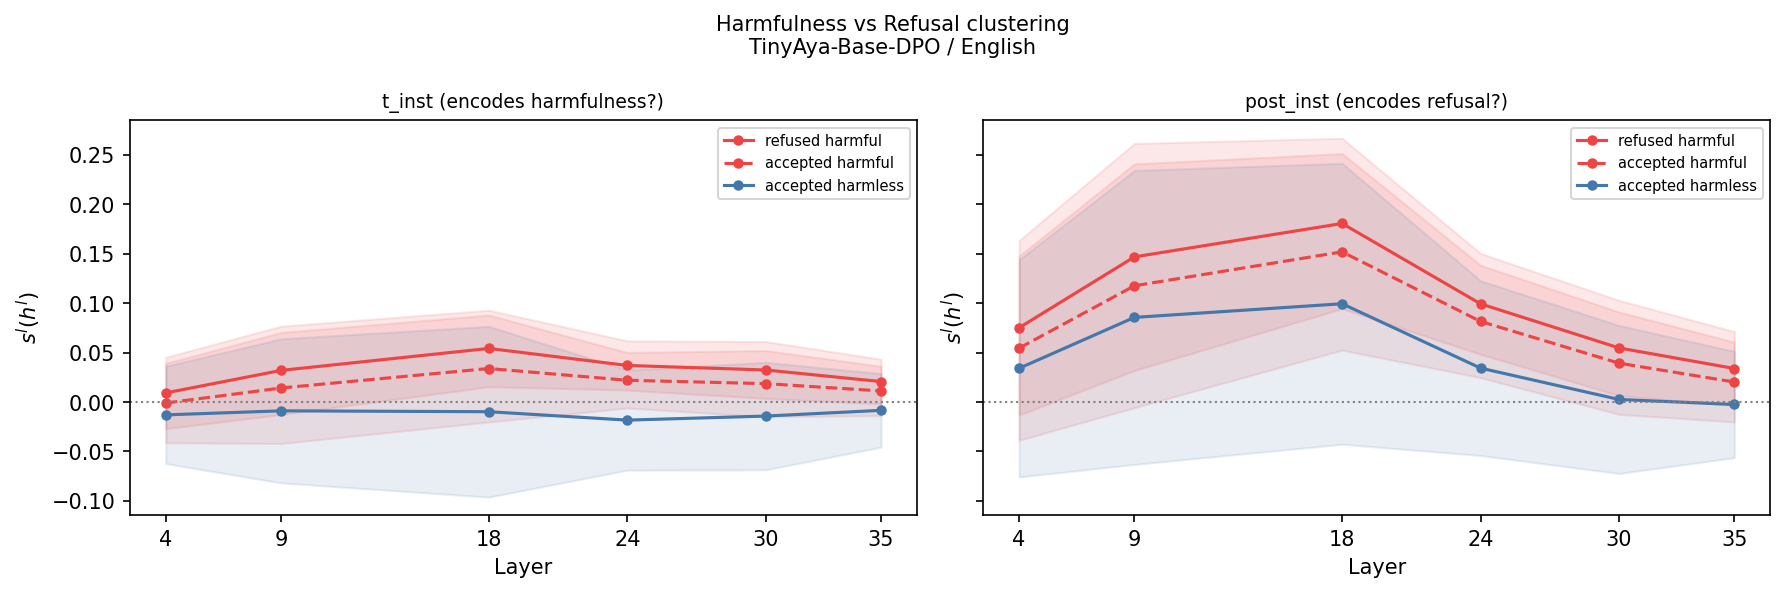 Harmfulness vs Refusal clustering
TinyAya-Base-DPO / English
t_inst (encodes harmfulness?)
refused harmful
accepted harmful
accepted harmless
0.25
0.20
0.15
0.10
0.05
0.00
−0.05
−0.10
s^l(h^l)
4 9 18 24 30 35
Layer
post_inst (encodes refusal?)
refused harmful
accepted harmful
accepted harmless
s^l(h^l)
4 9 18 24 30 35
Layer